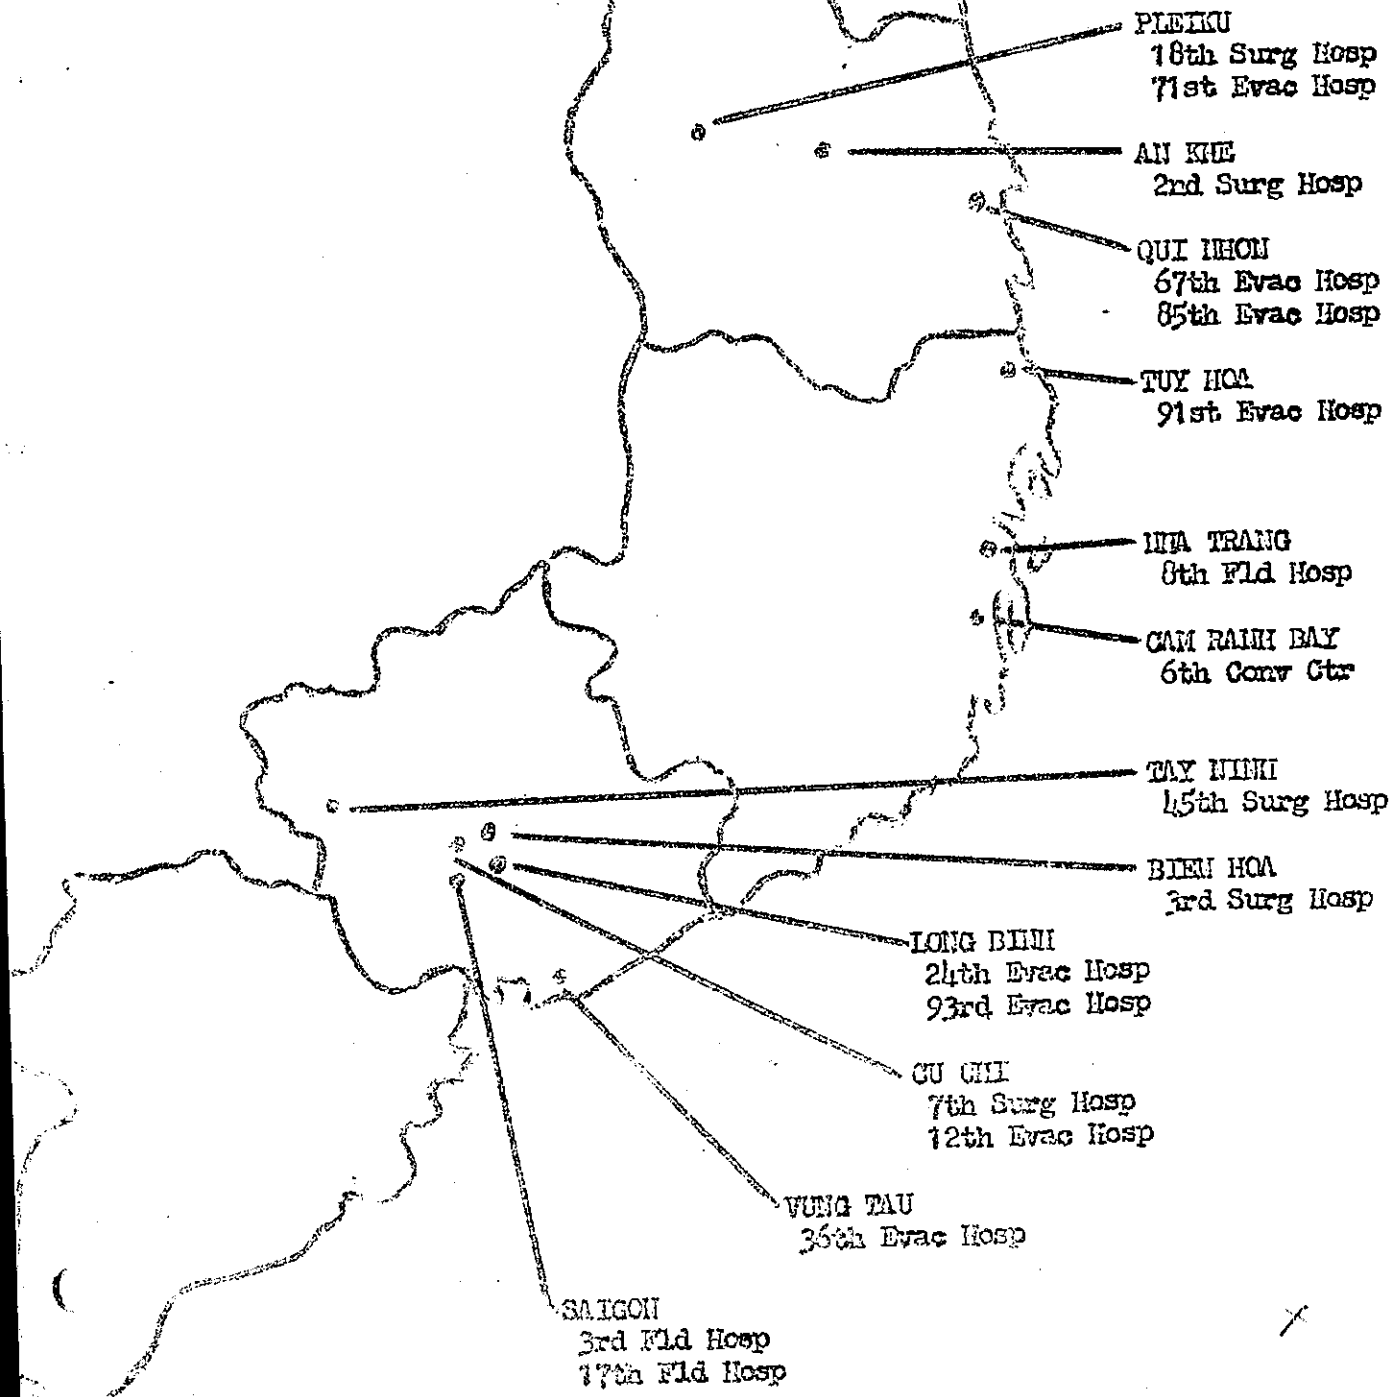 PLEIKU
18th Surg Hosp
71st Evac Hosp
AN KHE
2nd Surg Hosp
QUI NHON
67th Evac Hosp
85th Evac Hosp
TUY HOA
91st Evac Hosp
NHA TRANG
8th Fld Hosp
CAM RANH BAY
6th Conv Ctr
TAY NINH
45th Surg Hosp
BIEN HOA
3rd Surg Hosp
LONG BINH
24th Evac Hosp
93rd Evac Hosp
CU CHI
7th Surg Hosp
12th Evac Hosp
VUNG TAU
36th Evac Hosp
SAIGON
3rd Fld Hosp
17th Fld Hosp